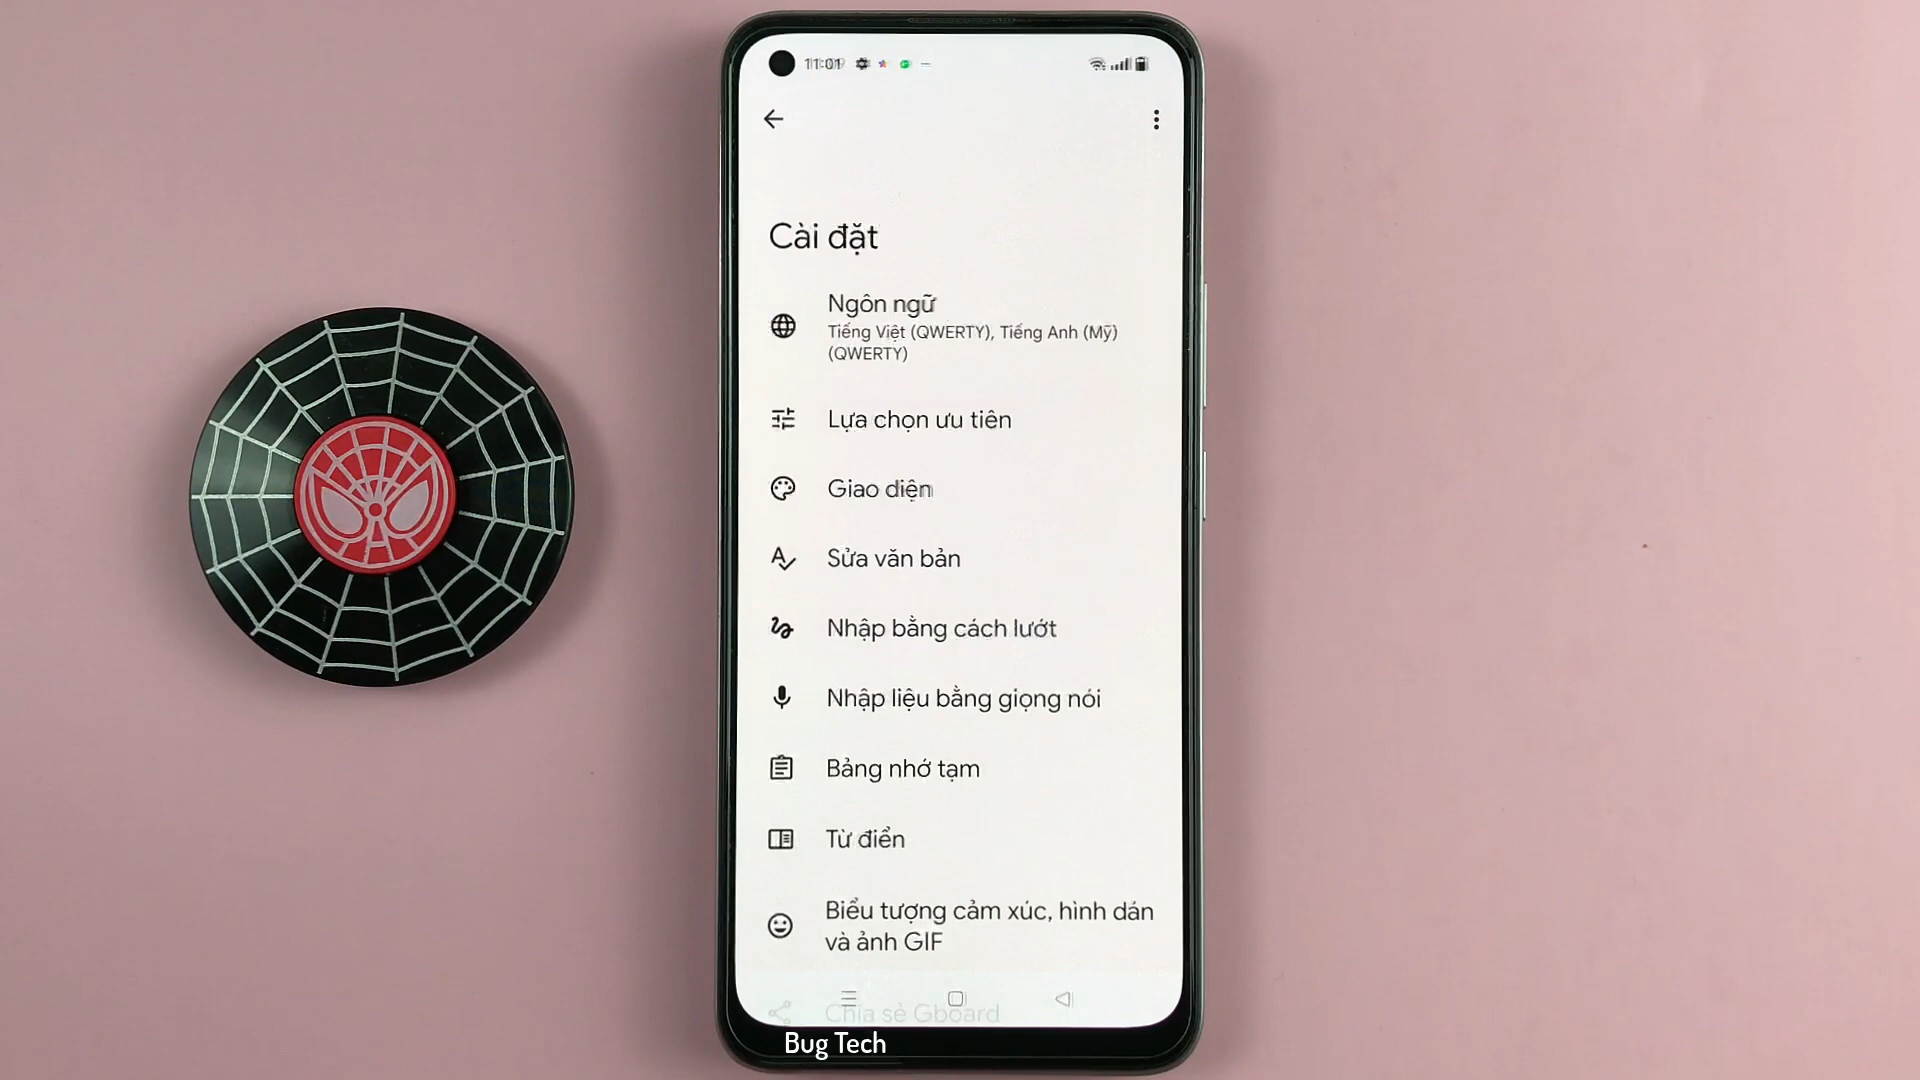 Cài đặt
Ngôn ngữ
Tiếng Việt (QWERTY), Tiếng Anh (Mỹ)
(QWERTY)
Lựa chọn ưu tiên
Giao diện
Sửa văn bản
Nhập bằng cách lướt
Nhập liệu bằng giọng nói
Bảng nhớ tạm
Từ điển
Biểu tượng cảm xúc, hình dán
và ảnh GIF
Chia sẻ Gboard
Bug Tech